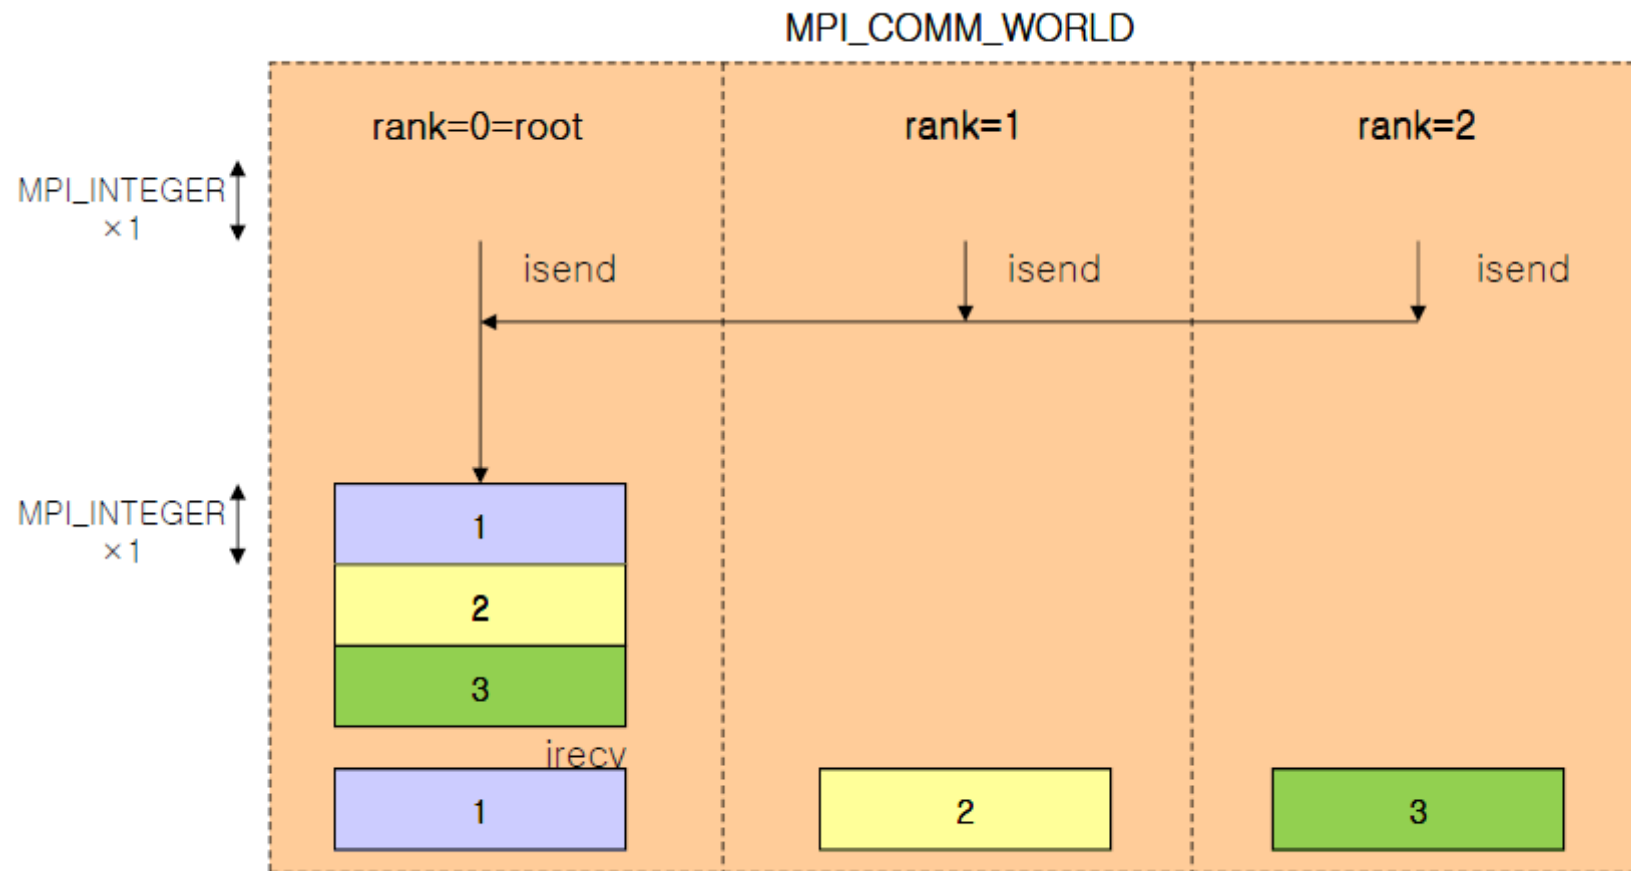 MPI_COMM_WORLD
rank=0=root
rank=1
rank=2
MPI_INTEGER
×1
isend
isend
isend
MPI_INTEGER
×1
1
2
3
irecv
1
2
3